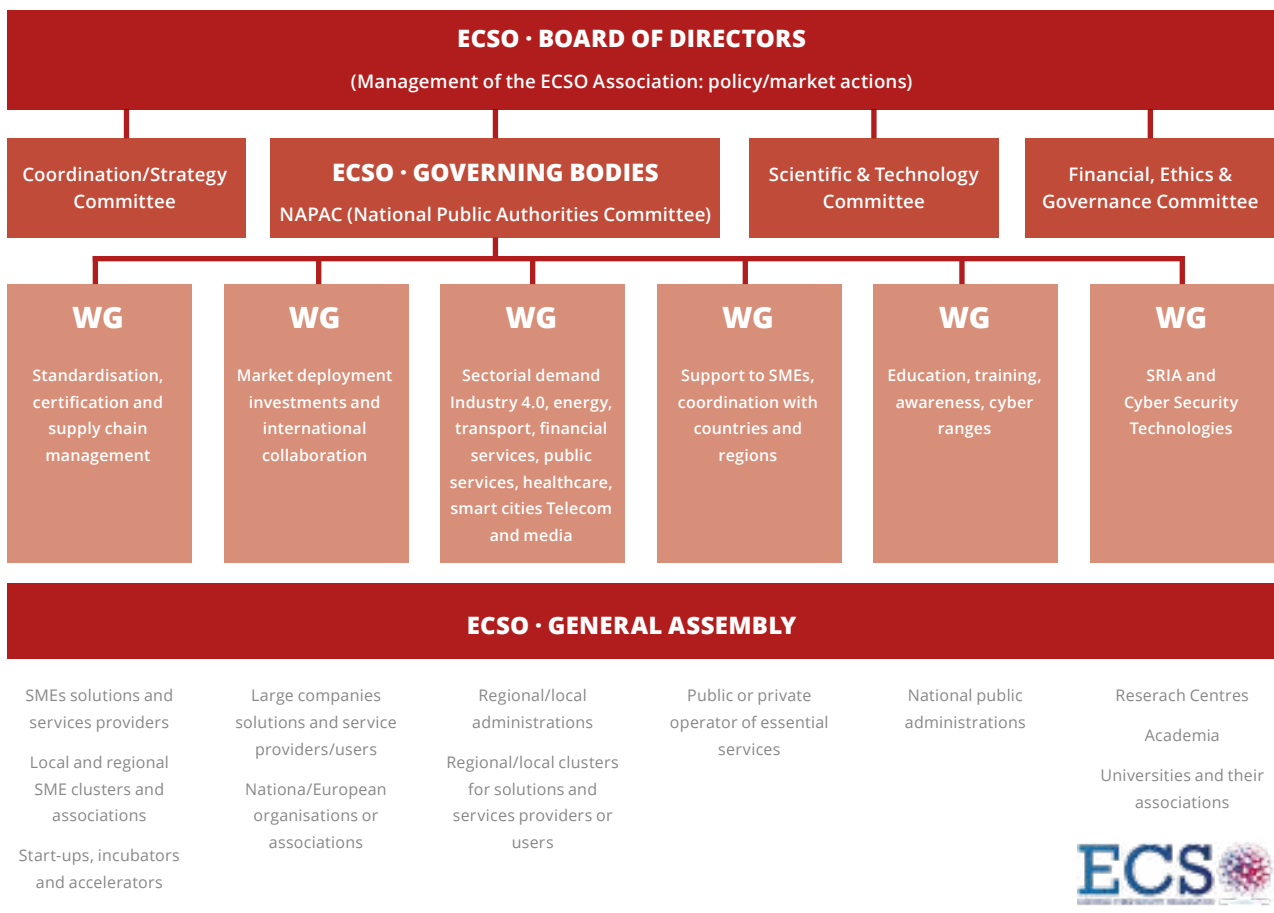 ECSO · BOARD OF DIRECTORS
(Management of the ECSO Association: policy/market actions)
Coordination/Strategy
Committee
ECSO · GOVERNING BODIES
NAPAC (National Public Authorities Committee)
Scientific & Technology
Committee
Financial, Ethics &
Governance Committee
WG
Standardisation,
certification and
supply chain
management
WG
Market deployment
investments and
international
collaboration
WG
Sectorial demand
Industry 4.0, energy,
transport, financial
services, public
services, healthcare,
smart cities Telecom
and media
WG
Support to SMEs,
coordination with
countries and
regions
WG
Education, training,
awareness, cyber
ranges
WG
SRIA and
Cyber Security
Technologies
ECSO · GENERAL ASSEMBLY
SMEs solutions and
services providers
Local and regional
SME clusters and
associations
Start-ups, incubators
and accelerators
Large companies
solutions and service
providers/users
Nationa/European
organisations or
associations
Regional/local
administrations
Regional/local clusters
for solutions and
services providers or
users
Public or private
operator of essential
services
National public
administrations
Reserach Centres
Academia
Universities and their
associations
ECS